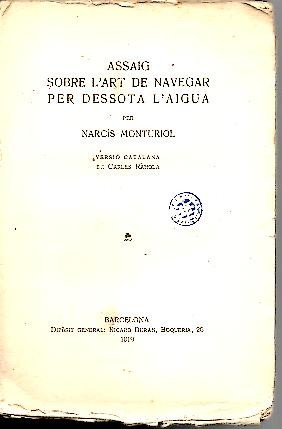 ASSAIG
SOBRE L'ART DE NAVEGAR
PER DESSOTA L'AIGUA
PER
NARCÍS MONTURIOL
VERSIÓ CATALANA
DE CARLES RAHOLA
BARCELONA
DIPÒSIT GENERAL: RICARD DURAN, BOQUERIA, 26
1919